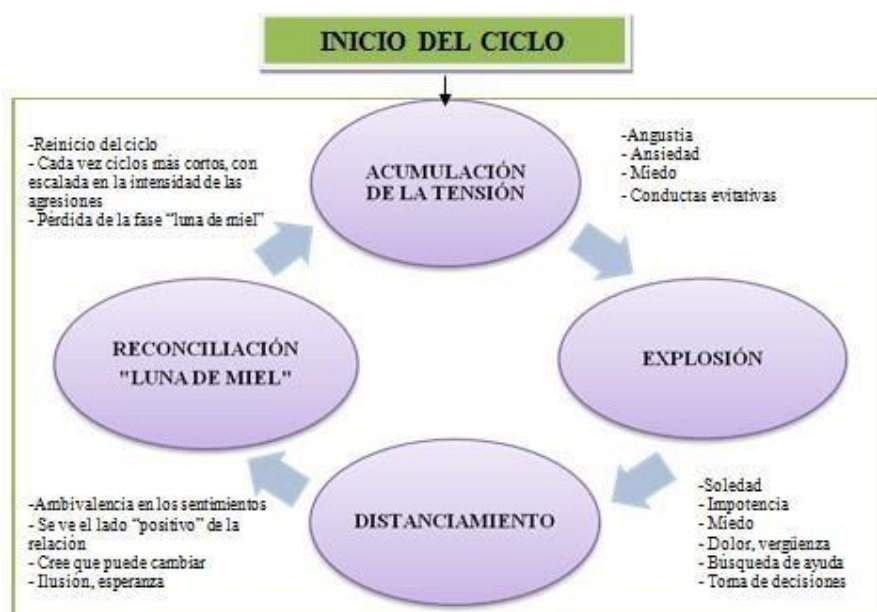 INICIO DEL CICLO
ACUMULACIÓN
DE LA TENSIÓN
-Angustia
-Ansiedad
- Miedo
- Conductas evitativas
EXPLOSIÓN
-Soledad
- Impotencia
- Miedo
- Dolor, vergüenza
- Búsqueda de ayuda
- Toma de decisiones
DISTANCIAMIENTO
-Ambivalencia en los sentimientos
- Se ve el lado “positivo” de la
relación
- Cree que puede cambiar
- Ilusión, esperanza
RECONCILIACIÓN
"LUNA DE MIEL"
-Reinicio del ciclo
- Cada vez ciclos más cortos, con
escalada en la intensidad de las
agresiones
- Pérdida de la fase “luna de miel”